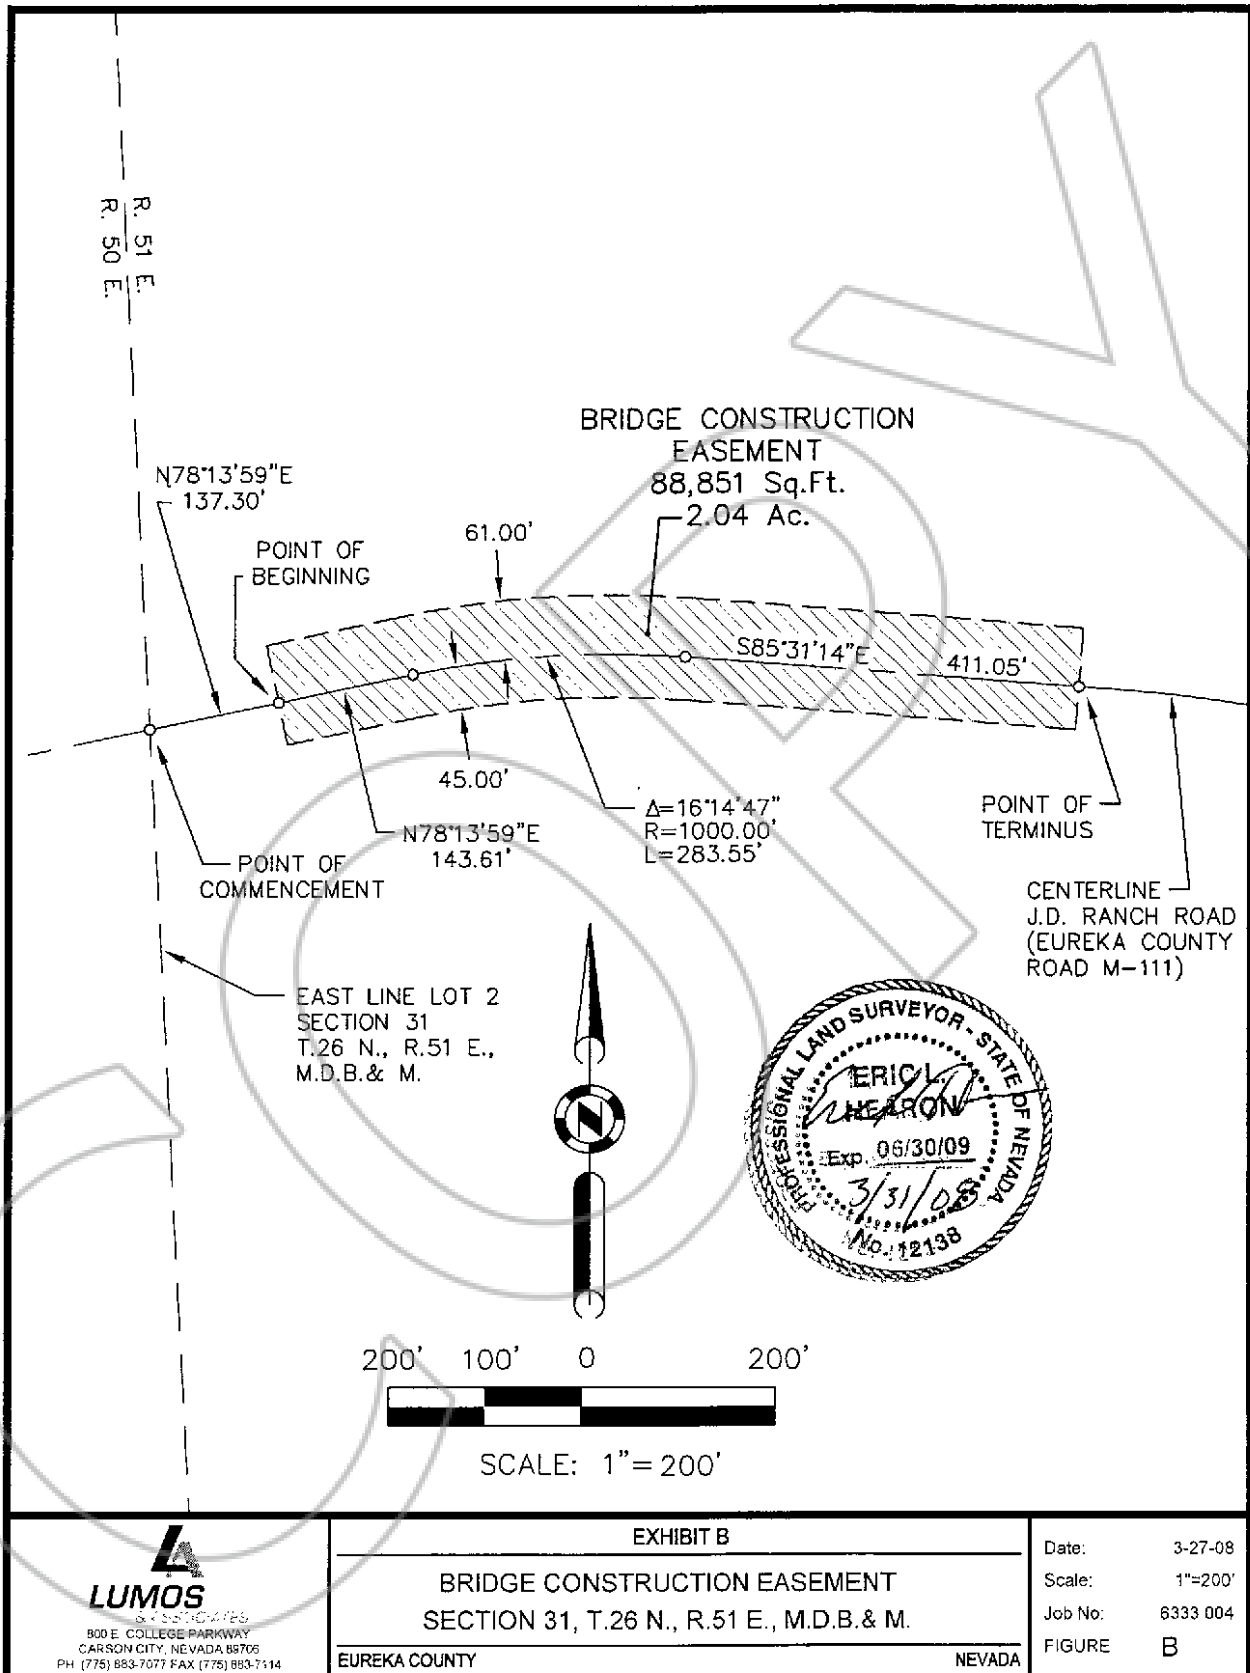 R. 51 E.
R. 50 E.
BRIDGE CONSTRUCTION
EASEMENT
88,851 Sq.Ft.
2.04 Ac.
N78°13'59"E
137.30'
61.00'
POINT OF
BEGINNING
S85°31'14"E
411.05'
45.00'
N78°13'59"E
143.61'
Δ=16°14'47"
R=1000.00'
L=283.55'
POINT OF
TERMINUS
POINT OF
COMMENCEMENT
CENTERLINE
J.D. RANCH ROAD
(EUREKA COUNTY
ROAD M-111)
EAST LINE LOT 2
SECTION 31
T.26 N., R.51 E.,
M.D.B.& M.
N
PROFESSIONAL LAND SURVEYOR - STATE OF NEVADA
ERIC L.
HEARON
Exp. 06/30/09
3/31/08
No. 12138
200' 100' 0 200'
SCALE: 1"=200'
COPY
LA
LUMOS
& ASSOCIATES
800 E. COLLEGE PARKWAY
CARSON CITY, NEVADA 89706
PH (775) 883-7077 FAX (775) 883-7114
EXHIBIT B
BRIDGE CONSTRUCTION EASEMENT
SECTION 31, T.26 N., R.51 E., M.D.B.& M.
EUREKA COUNTY NEVADA
Date: 3-27-08
Scale: 1"=200'
Job No: 6333 004
FIGURE B